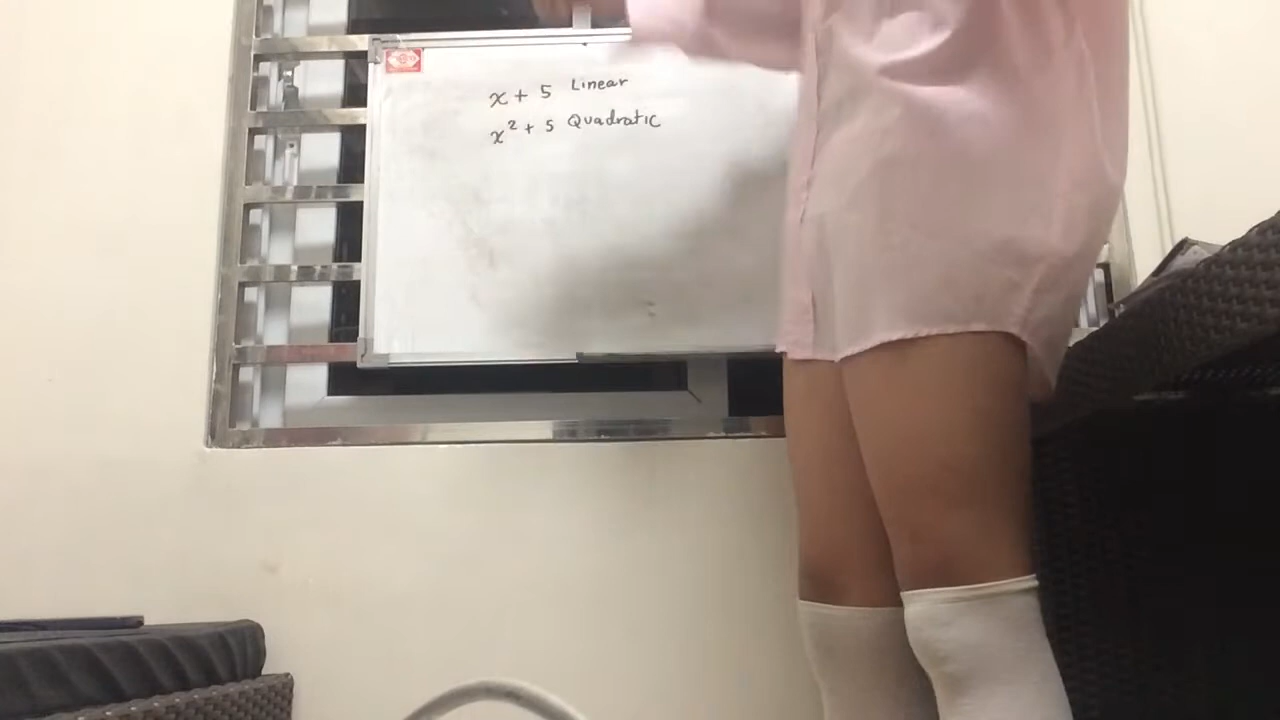 x + 5 Linear
x² + 5 Quadratic